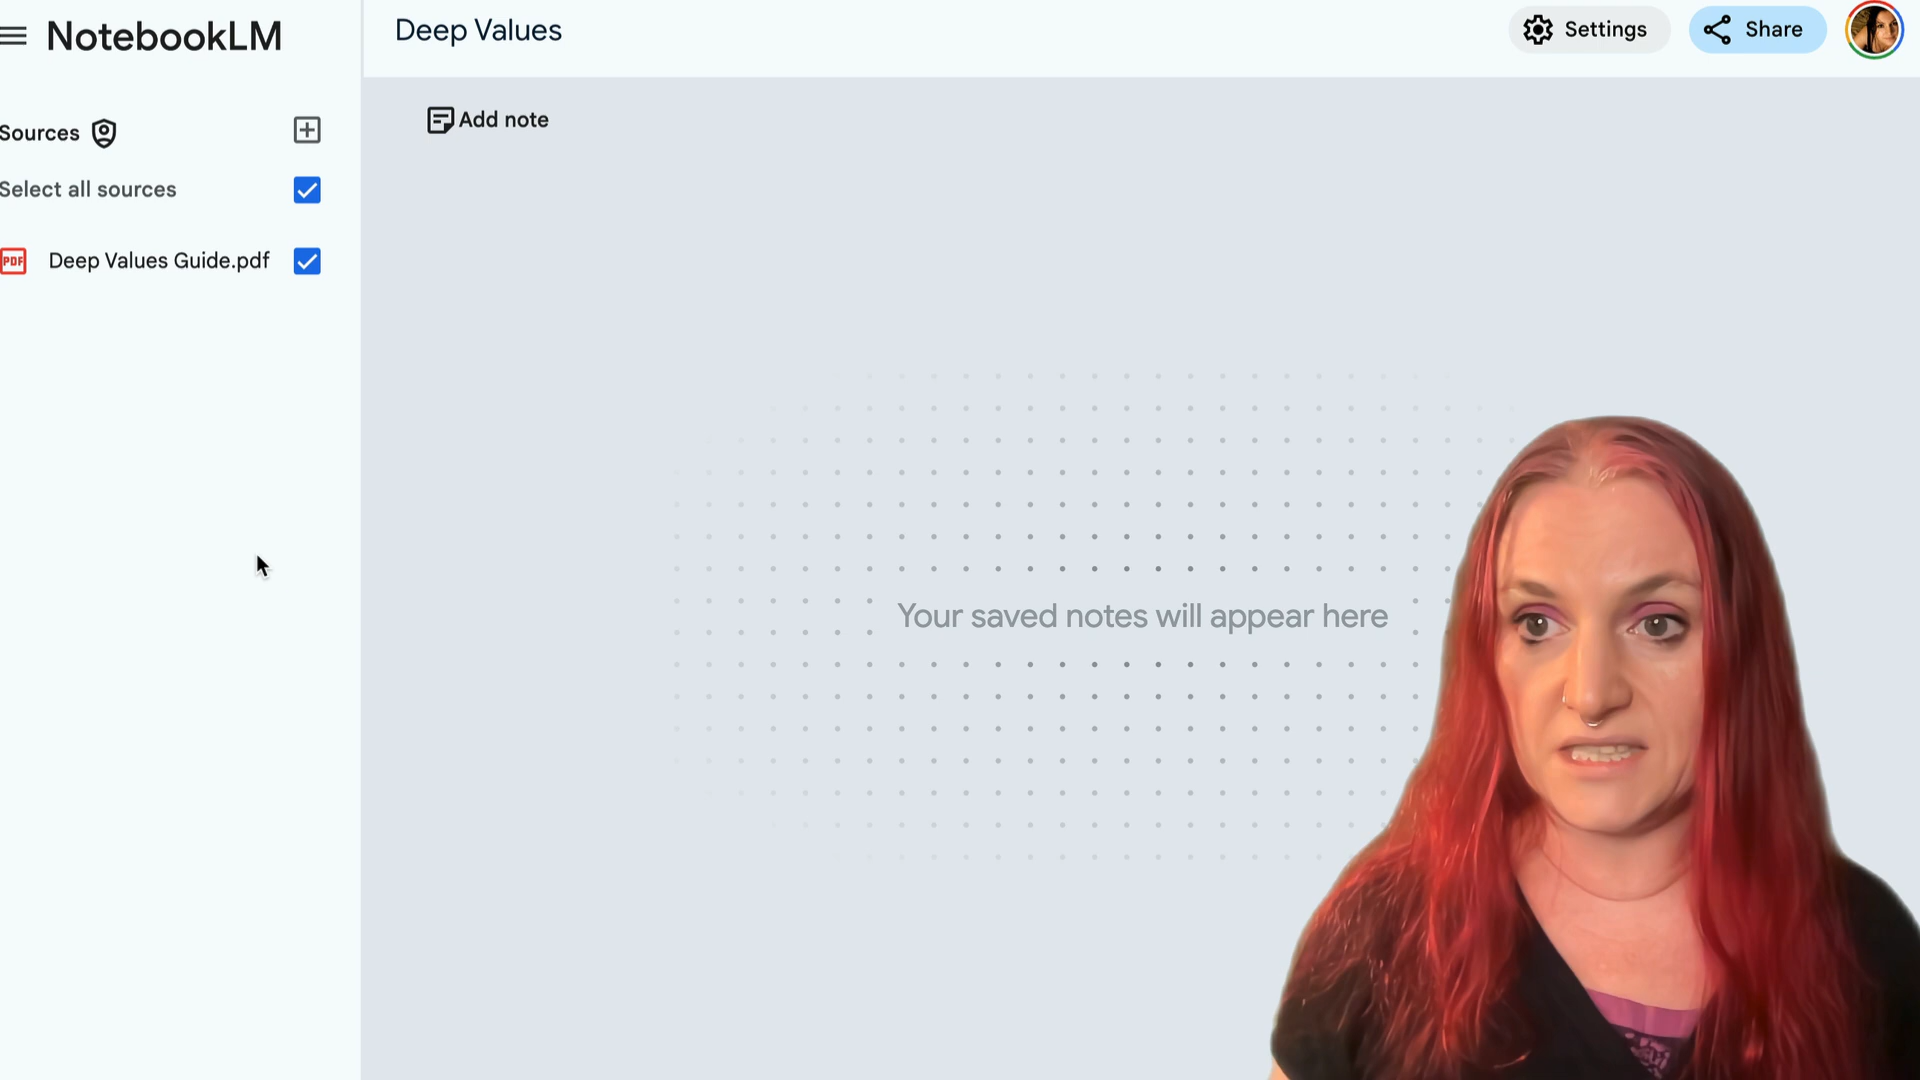 NotebookLM
Deep Values
Settings
Share
Sources
Add note
Select all sources
PDF
Deep Values Guide.pdf
Your saved notes will appear here